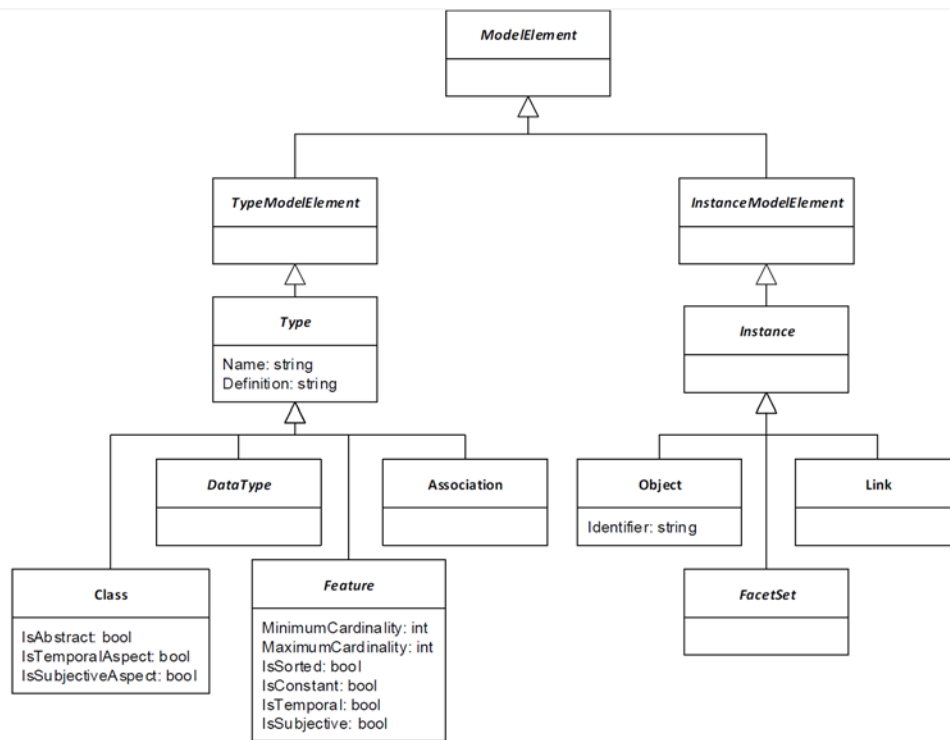 ModelElement
TypeModelElement
InstanceModelElement
Type
Name: string
Definition: string
Instance
DataType
Association
Object
Identifier: string
Link
Class
IsAbstract: bool
IsTemporalAspect: bool
IsSubjectiveAspect: bool
Feature
MinimumCardinality: int
MaximumCardinality: int
IsSorted: bool
IsConstant: bool
IsTemporal: bool
IsSubjective: bool
FacetSet